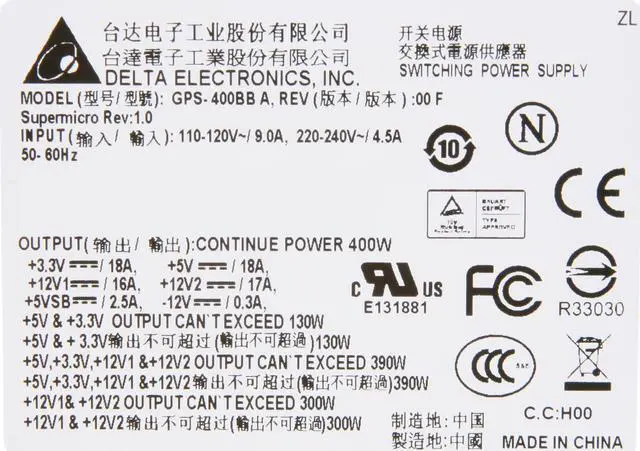 ZL
台达电子工业股份有限公司
台達電子工業股份有限公司
DELTA ELECTRONICS, INC.
开关电源
交換式電源供應器
SWITCHING POWER SUPPLY
MODEL (型号/ 型號): GPS- 400BB A, REV (版本/ 版本) :00 F
Supermicro Rev:1.0
INPUT (输入/ 輸入): 110-120V~/ 9.0A, 220-240V~/ 4.5A
50- 60Hz
10
N
CE
BAUART GEPRÜFT
TYPE APPROVED
OUTPUT( 输出/ 輸出):CONTINUE POWER 400W
+3.3V⎓/ 18A, +5V⎓/ 18A,
+12V1⎓/ 16A, +12V2⎓/ 17A,
+5VSB⎓/ 2.5A, -12V⎓/ 0.3A,
c RU US
E131881
FC
R33030
+5V & +3.3V OUTPUT CAN`T EXCEED 130W
+5V & + 3.3V输出不可超过(輸出不可超過)130W
+5V,+3.3V,+12V1 &+12V2 OUTPUT CAN`T EXCEED 390W
+5V,+3.3V,+12V1 &+12V2输出不可超过(輸出不可超過)390W
+12V1& +12V2 OUTPUT CAN`T EXCEED 300W
+12V1 & +12V2输出不可超过(輸出不可超過)300W
CCC
S&E
制造地: 中国
製造地: 中國
C.C:H00
MADE IN CHINA